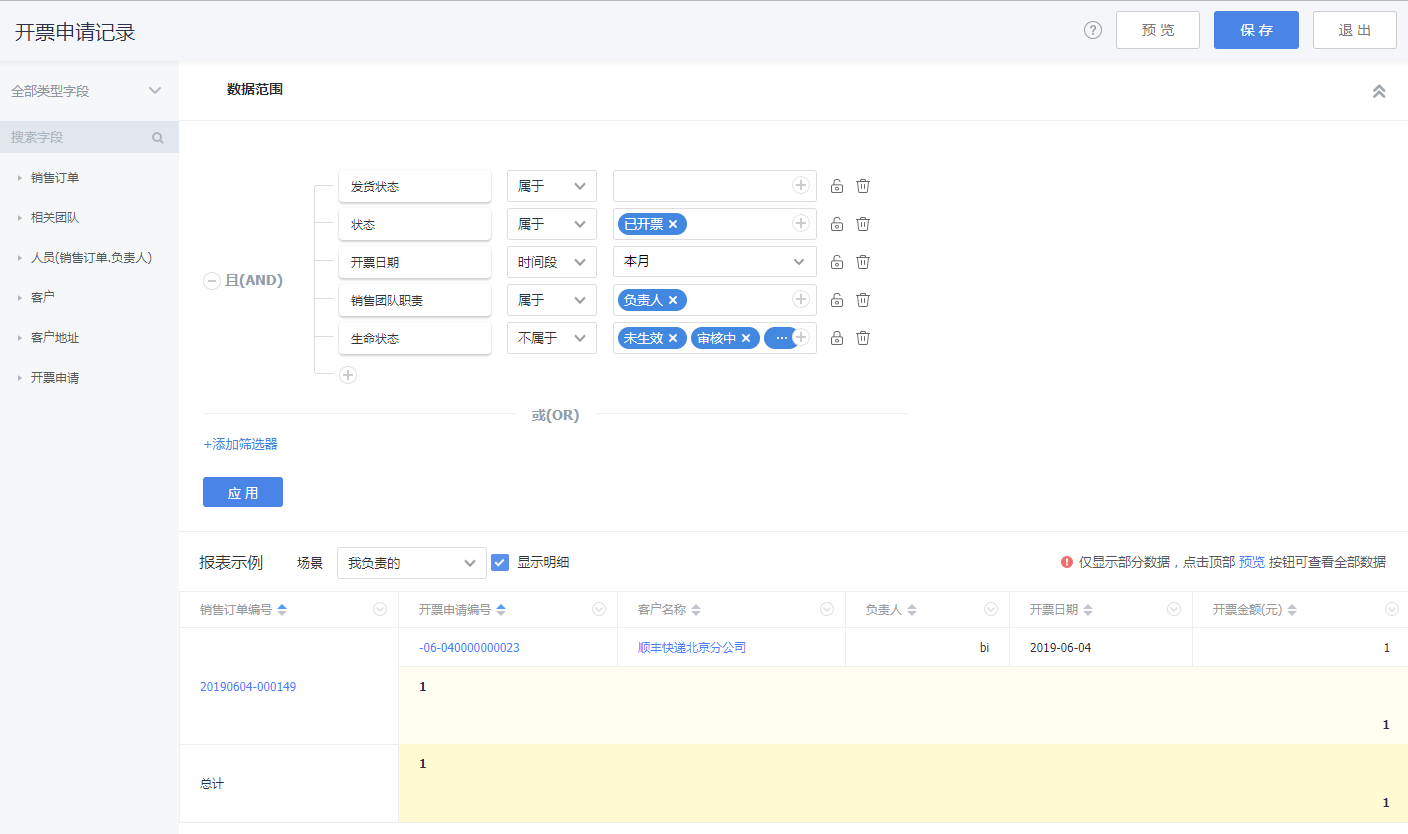 开票申请记录
?
预 览
保 存
退 出
全部类型字段
搜索字段
销售订单
相关团队
人员(销售订单.负责人)
客户
客户地址
开票申请
数据范围
且(AND)
发货状态 属于
状态 属于 已开票 ×
开票日期 时间段 本月
销售团队职责 属于 负责人 ×
生命状态 不属于 未生效 × 审核中 × ···
或(OR)
+添加筛选器
应 用
报表示例 场景 我负责的 显示明细 仅显示部分数据，点击顶部 预览 按钮可查看全部数据
销售订单编号 开票申请编号 客户名称 负责人 开票日期 开票金额(元)
-06-040000000023 顺丰快递北京分公司 bi 2019-06-04 1
20190604-000149 1
1
总计 1
1